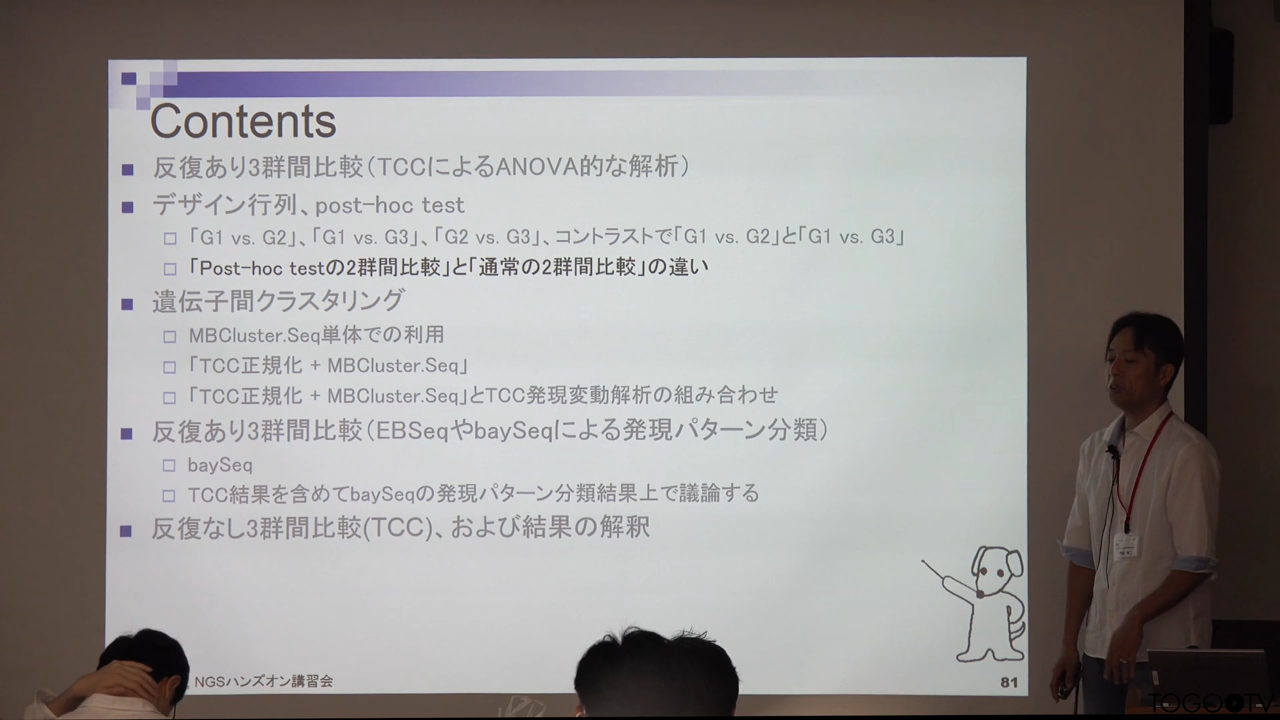 Contents
反復あり3群間比較（TCCによるANOVA的な解析）
デザイン行列、post-hoc test
「G1 vs. G2」、「G1 vs. G3」、「G2 vs. G3」、コントラストで「G1 vs. G2」と「G1 vs. G3」
「Post-hoc testの2群間比較」と「通常の2群間比較」の違い
遺伝子間クラスタリング
MBCluster.Seq単体での利用
「TCC正規化 + MBCluster.Seq」
「TCC正規化 + MBCluster.Seq」とTCC発現変動解析の組み合わせ
反復あり3群間比較（EBSeqやbaySeqによる発現パターン分類）
baySeq
TCC結果を含めてbaySeqの発現パターン分類結果上で議論する
反復なし3群間比較(TCC)、および結果の解釈
NGSハンズオン講習会
81
TOGOTV